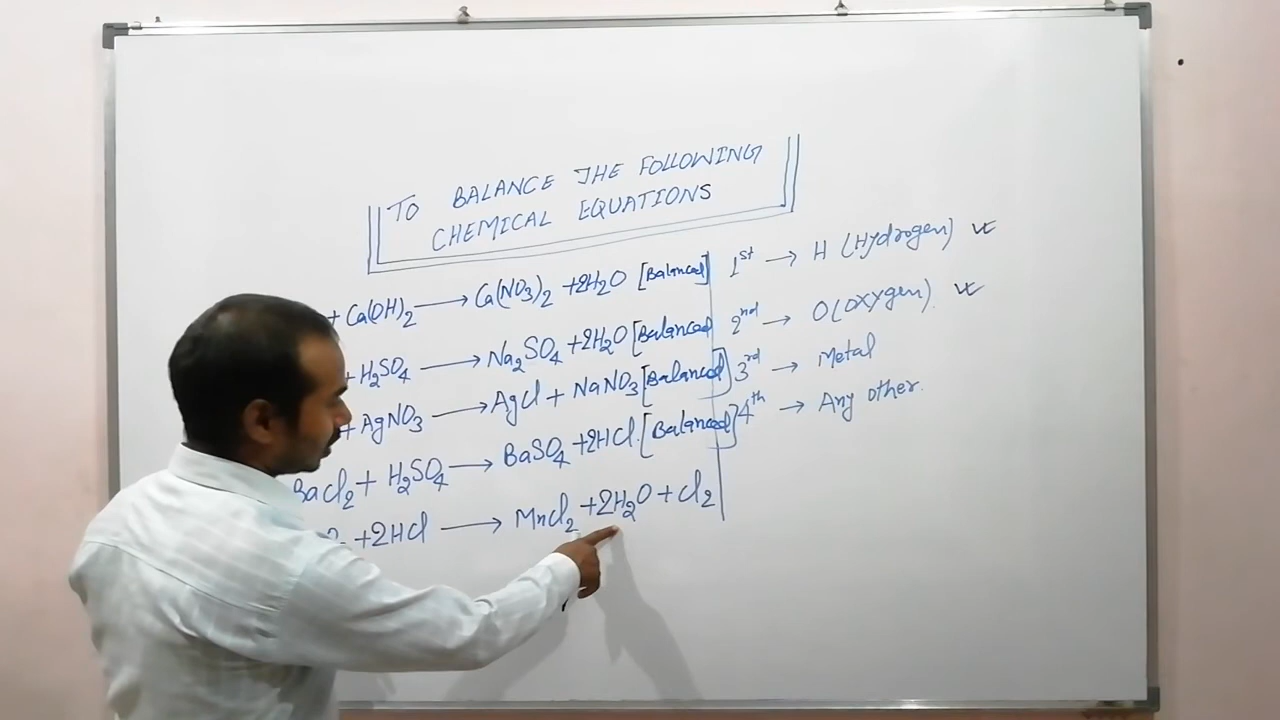 TO BALANCE THE FOLLOWING
CHEMICAL EQUATIONS
+ Ca(OH)₂ → Ca(NO₃)₂ + 2H₂O [Balanced]
+ H₂SO₄ → Na₂SO₄ + 2H₂O [Balanced
+ AgNO₃ → AgCl + NaNO₃ [Balanced]
BaCl₂ + H₂SO₄ → BaSO₄ + 2HCl. [Balanced]
+ 2HCl → MnCl₂ + 2H₂O + Cl₂
1st → H (Hydrogen)
2nd → O (Oxygen).
3rd → Metal
4th → Any other.